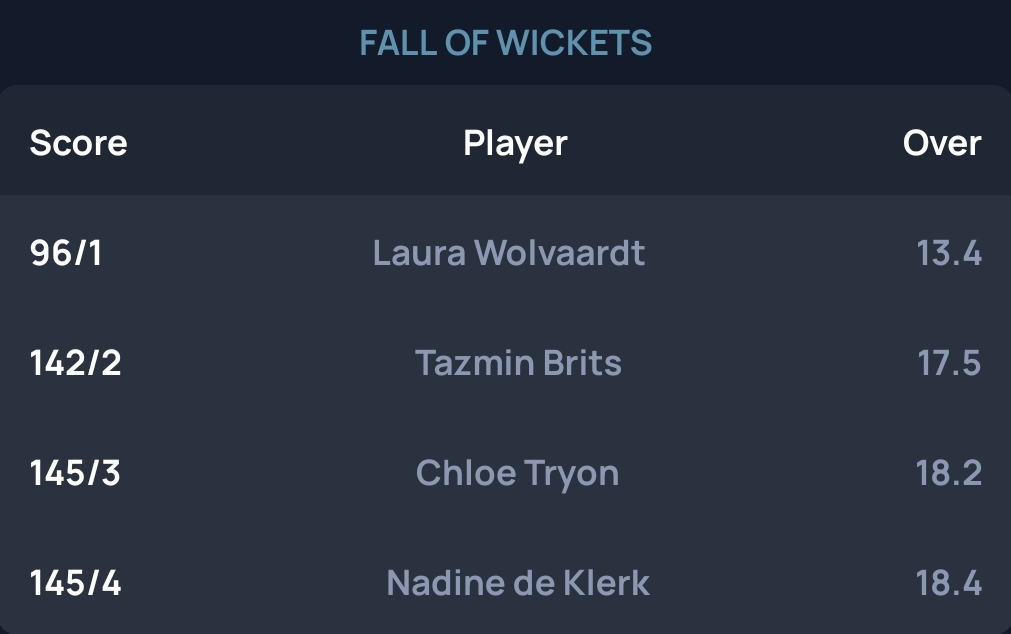 FALL OF WICKETS
Score Player Over
96/1 Laura Wolvaardt 13.4
142/2 Tazmin Brits 17.5
145/3 Chloe Tryon 18.2
145/4 Nadine de Klerk 18.4